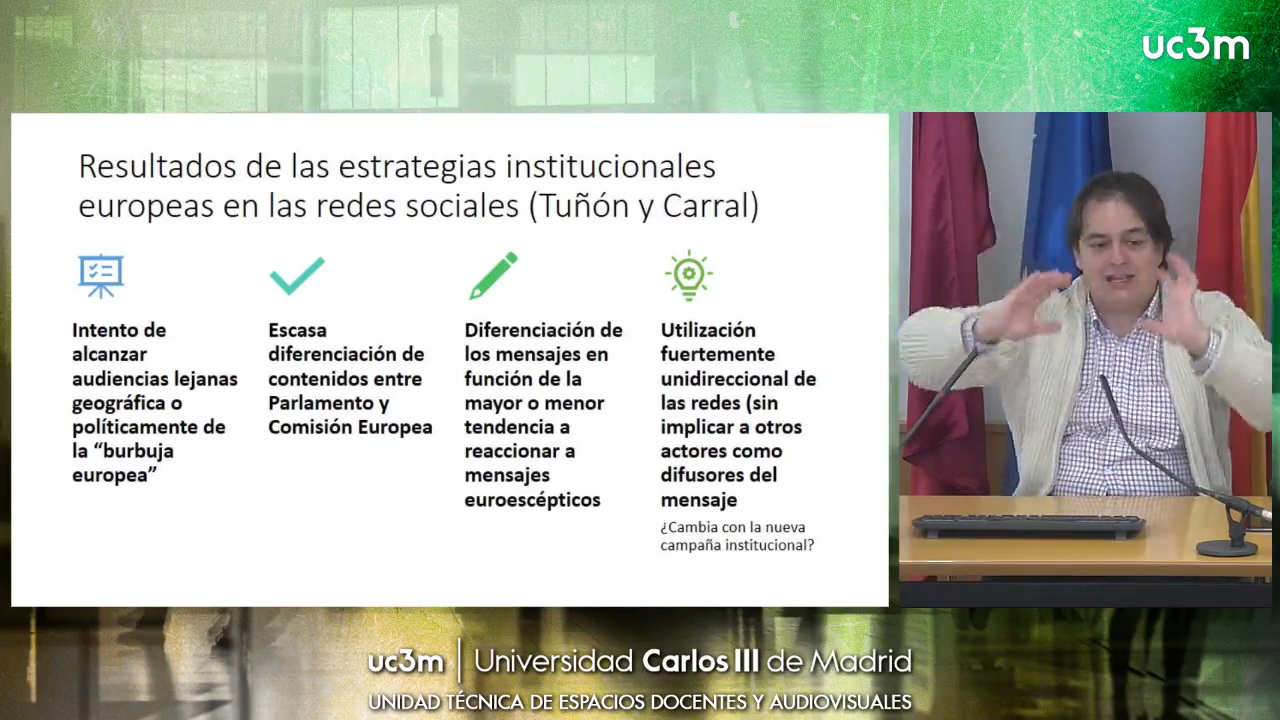 uc3m
Resultados de las estrategias institucionales
europeas en las redes sociales (Tuñón y Carral)
Intento de
alcanzar
audiencias lejanas
geográfica o
políticamente de
la “burbuja
europea”
Escasa
diferenciación de
contenidos entre
Parlamento y
Comisión Europea
Diferenciación de
los mensajes en
función de la
mayor o menor
tendencia a
reaccionar a
mensajes
euroescépticos
Utilización
fuertemente
unidireccional de
las redes (sin
implicar a otros
actores como
difusores del
mensaje
¿Cambia con la nueva
campaña institucional?
uc3m | Universidad Carlos III de Madrid
UNIDAD TÉCNICA DE ESPACIOS DOCENTES Y AUDIOVISUALES